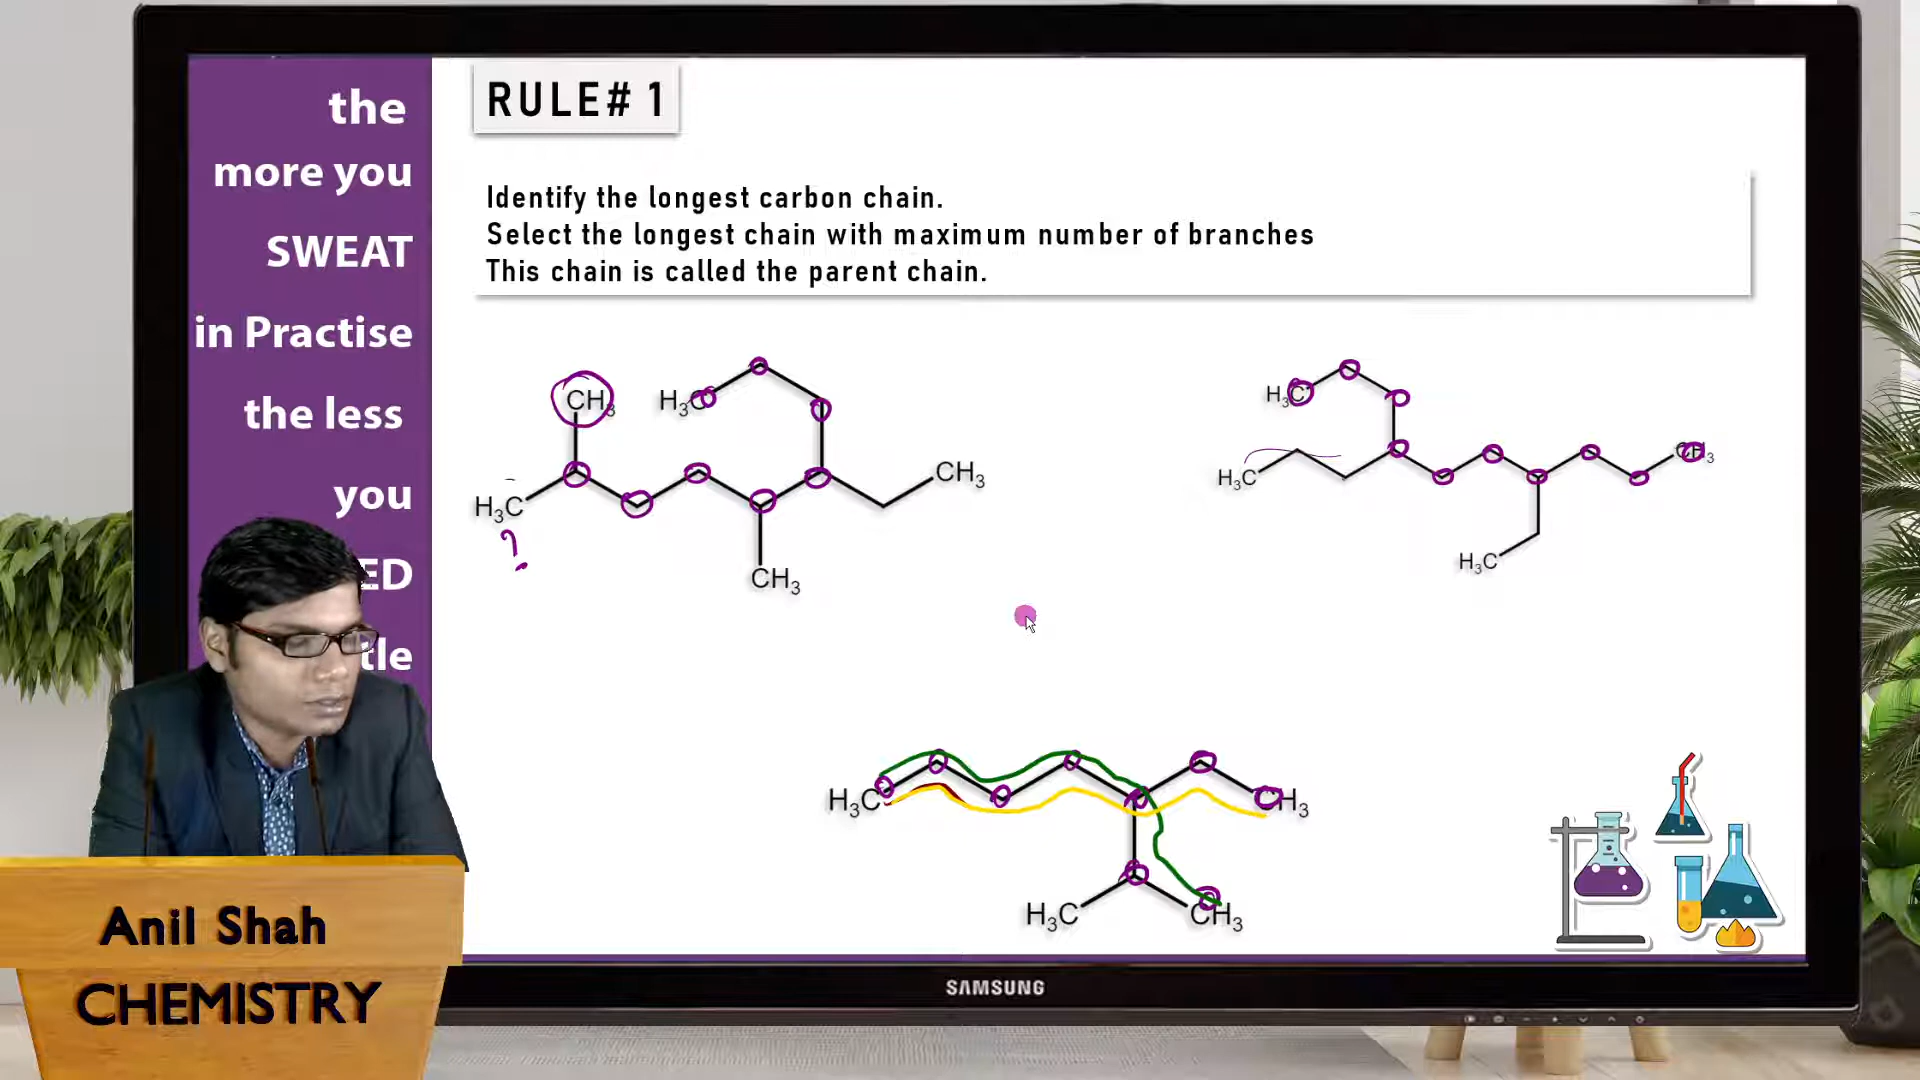 the
more you
SWEAT
in Practise
the less
you
ED
tle
RULE# 1
Identify the longest carbon chain.
Select the longest chain with maximum number of branches
This chain is called the parent chain.
CH₃
H₃C
CH₃
H₃C
?
CH₃
H₃C
CH₃
H₃C
H₃C
H₃C
CH₃
H₃C
CH₃
SAMSUNG
Anil Shah
CHEMISTRY